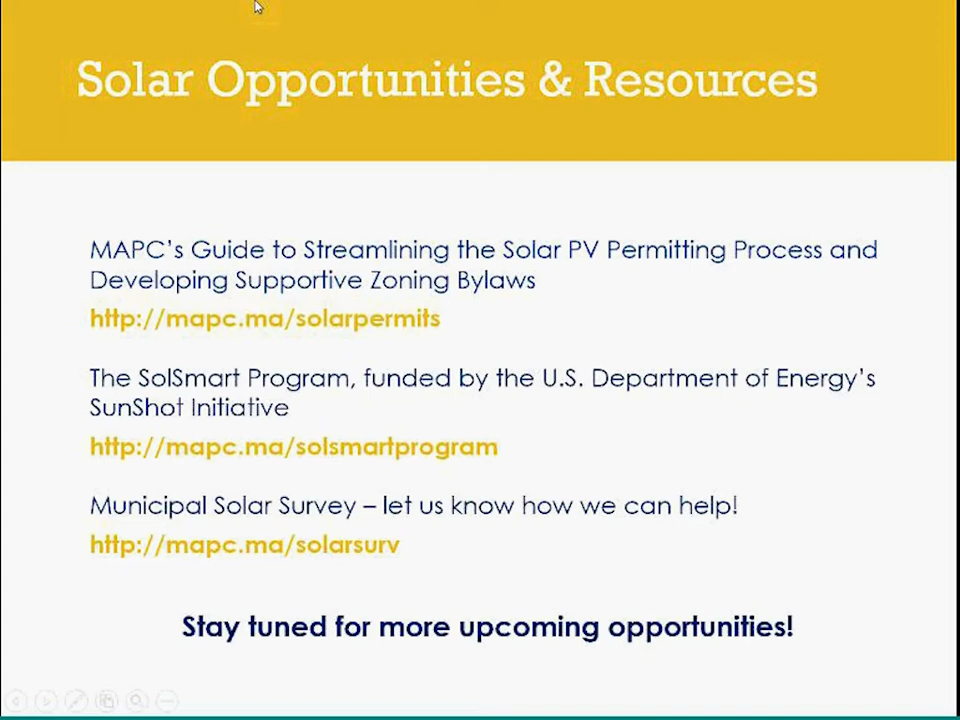 Solar Opportunities & Resources
MAPC's Guide to Streamlining the Solar PV Permitting Process and
Developing Supportive Zoning Bylaws
http://mapc.ma/solarpermits
The SolSmart Program, funded by the U.S. Department of Energy's
SunShot Initiative
http://mapc.ma/solsmartprogram
Municipal Solar Survey – let us know how we can help!
http://mapc.ma/solarsurv
Stay tuned for more upcoming opportunities!